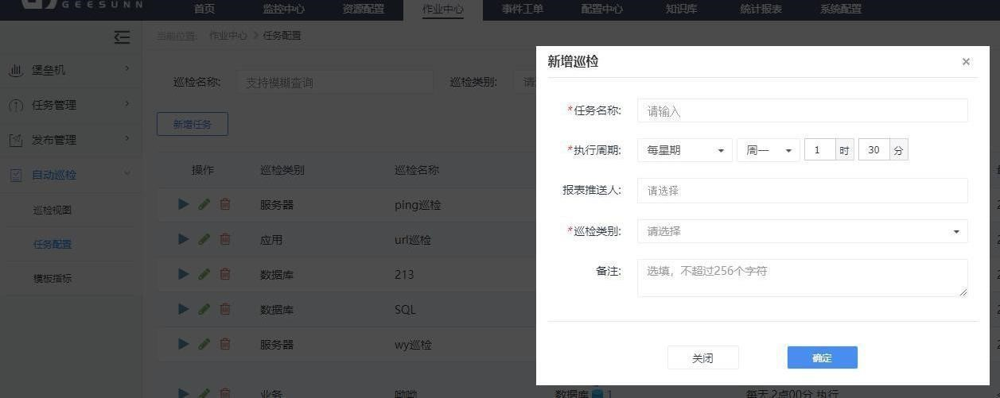 GEESUNN
首页 监控中心 资源配置 作业中心 事件工单 配置中心 知识库 统计报表 系统配置
当前位置: 作业中心 > 任务配置
堡垒机
任务管理
发布管理
自动巡检
巡检视图
任务配置
模板指标
巡检名称: 支持模糊查询 巡检类别:
新增任务
操作 巡检类别 巡检名称
服务器 ping巡检
应用 url巡检
数据库 213
数据库 SQL
服务器 wy巡检
业务 呦呦 数据库 1 每天 2点00分 执行
新增巡检 ×
*任务名称: 请输入
*执行周期: 每星期 周一 1 时 30 分
报表推送人: 请选择
*巡检类别: 请选择
备注: 选填，不超过256个字符
关闭 确定